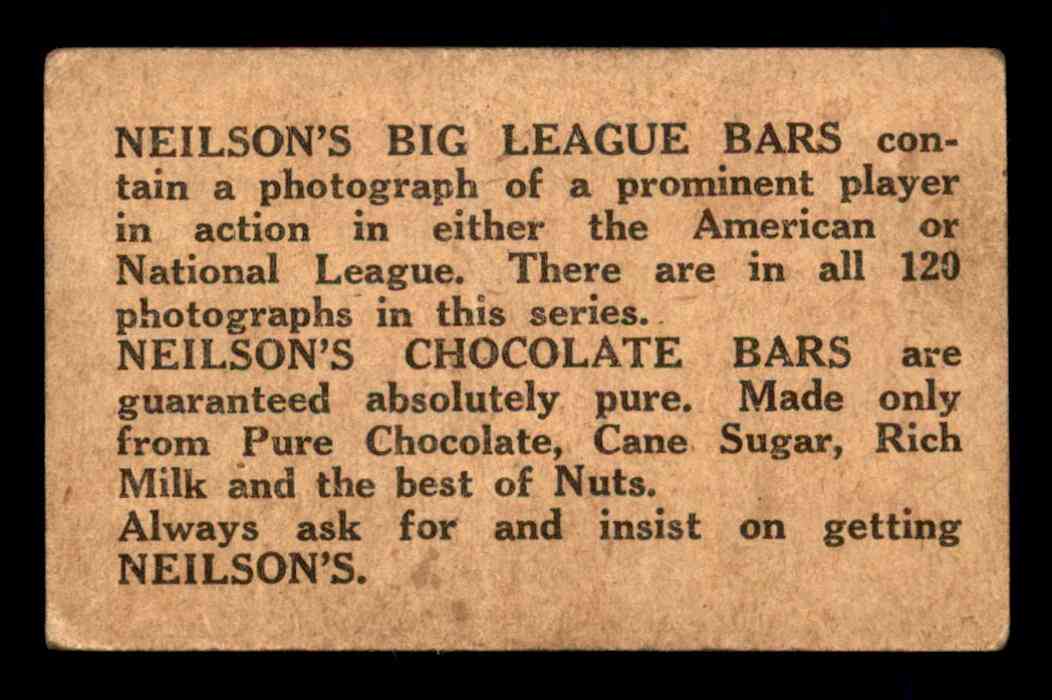 NEILSON'S BIG LEAGUE BARS con-
tain a photograph of a prominent player
in action in either the American or
National League. There are in all 120
photographs in this series.
NEILSON'S CHOCOLATE BARS are
guaranteed absolutely pure. Made only
from Pure Chocolate, Cane Sugar, Rich
Milk and the best of Nuts.
Always ask for and insist on getting
NEILSON'S.